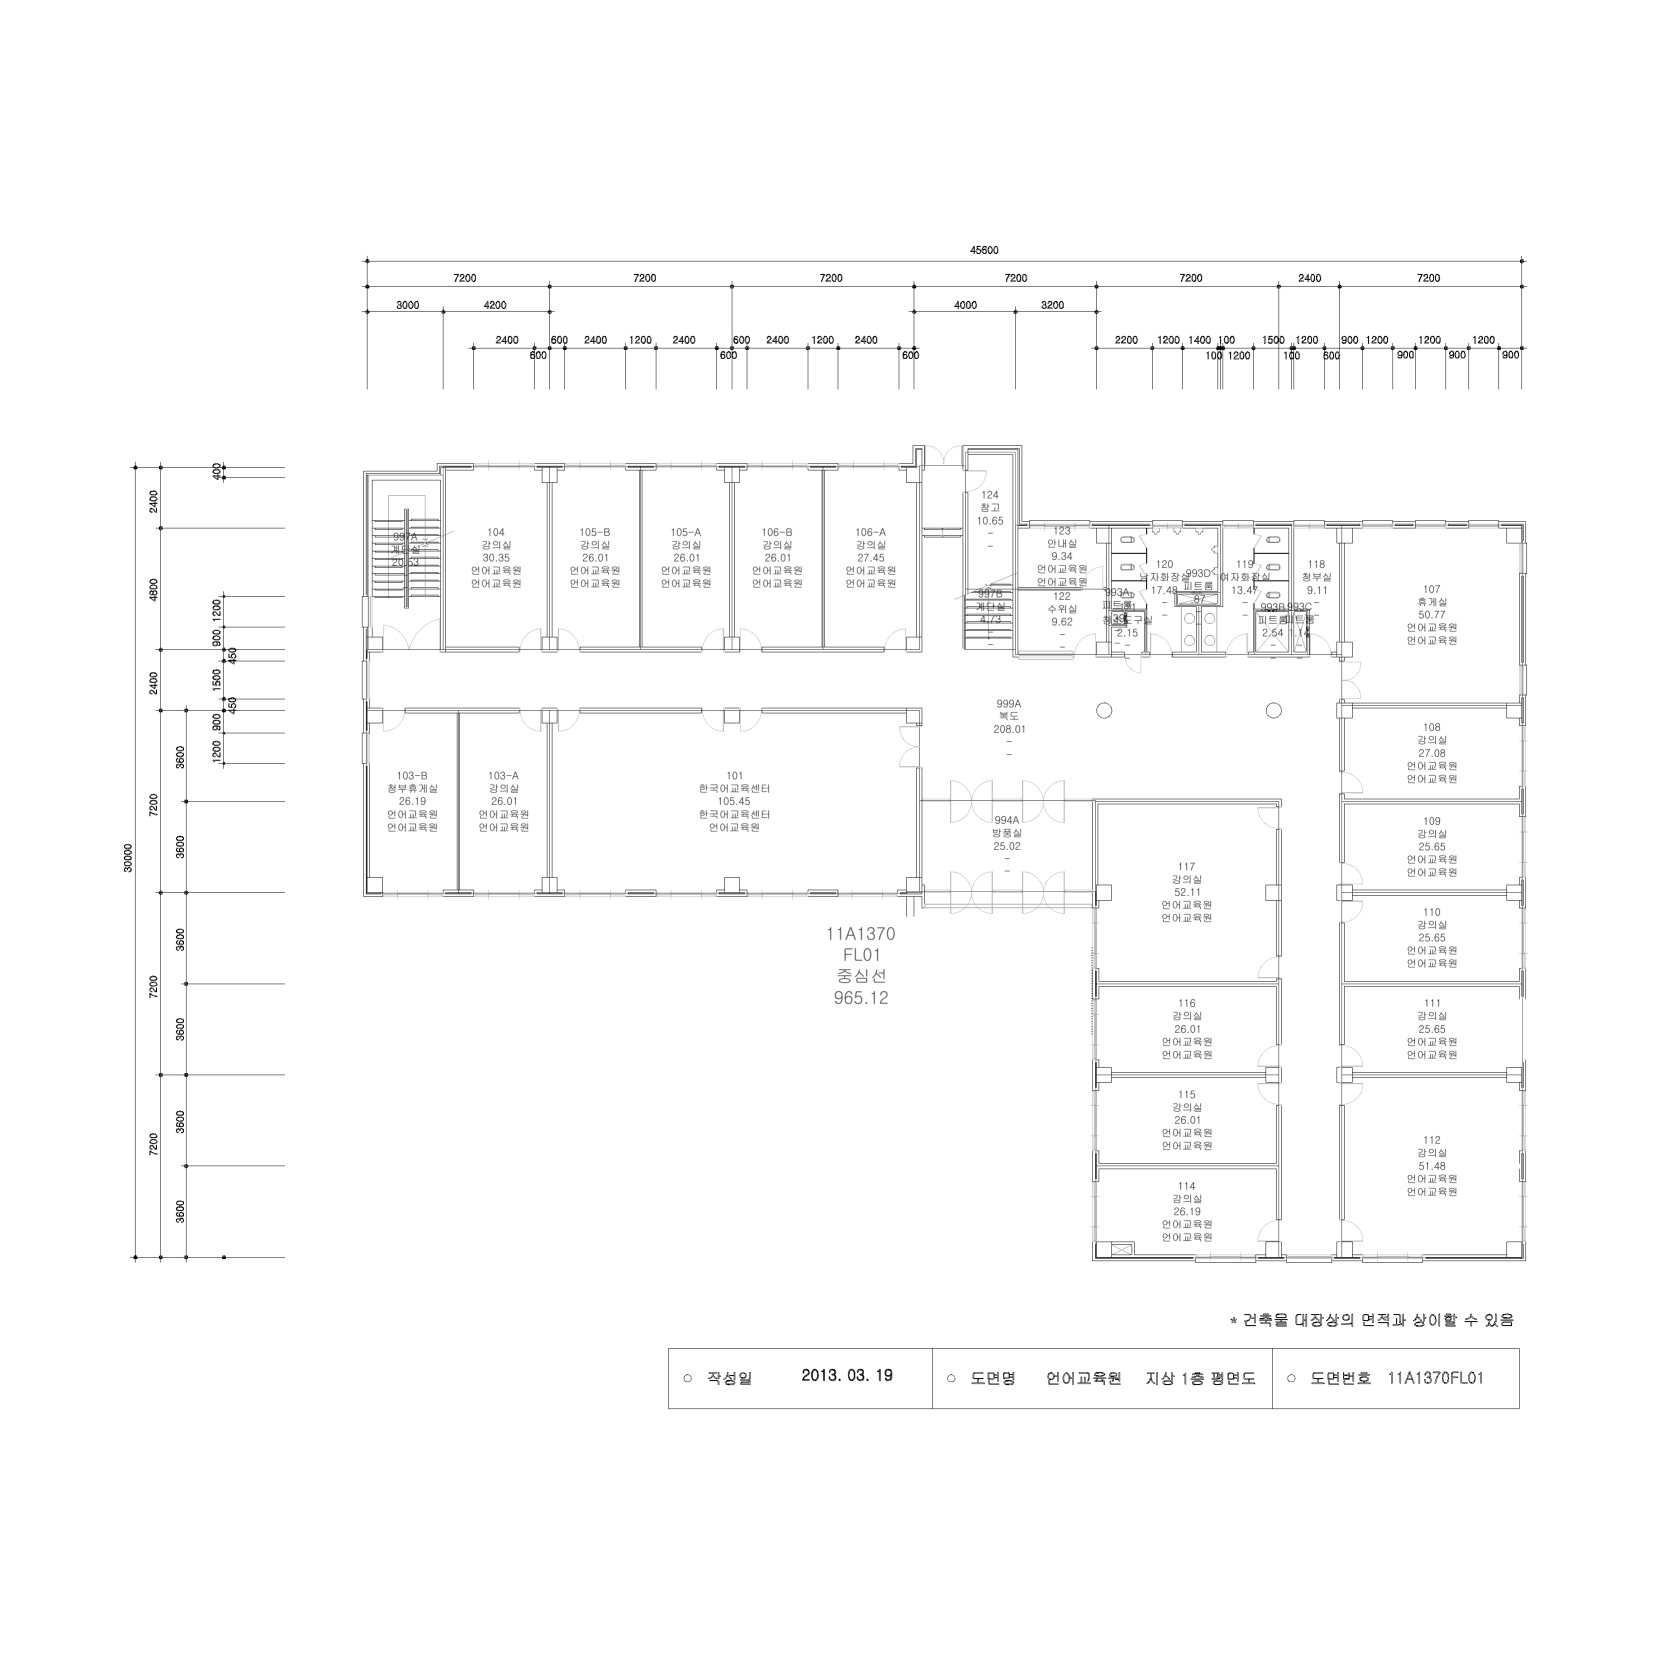 45600
7200 7200 7200 7200 7200 2400 7200
3000 4200 4000 3200
2400 600 2400 1200 2400 600 2400 1200 2400 2200 1200 1400 100 1500 1200 900 1200 1200 1200
600 600 600 100 1200 100 600 900 900 900
400
2400
4800
1200
900
450
2400
1500
450
900
1200
3600
7200
3600
30000
3600
7200
3600
3600
7200
3600
997A
계단실
20.53
104
강의실
30.35
언어교육원
언어교육원
105-B
강의실
26.01
언어교육원
언어교육원
105-A
강의실
26.01
언어교육원
언어교육원
106-B
강의실
26.01
언어교육원
언어교육원
106-A
강의실
27.45
언어교육원
언어교육원
124
창고
10.65
–
–
997B
계단실
4.73
–
–
123
안내실
9.34
언어교육원
언어교육원
122
수위실
9.62
–
–
993A
피트룸
2.15
120
남자화장실
17.48
993D
피트룸
.87
119
여자화장실
13.47
993B
피트룸
2.54
993C
피트룸
1.14
118
청부실
9.11
107
휴게실
50.77
언어교육원
언어교육원
999A
복도
208.01
–
–
108
강의실
27.08
언어교육원
언어교육원
103-B
청부휴게실
26.19
언어교육원
언어교육원
103-A
강의실
26.01
언어교육원
언어교육원
101
한국어교육센터
105.45
한국어교육센터
언어교육원
994A
방풍실
25.02
–
–
109
강의실
25.65
언어교육원
언어교육원
117
강의실
52.11
언어교육원
언어교육원
110
강의실
25.65
언어교육원
언어교육원
11A1370
FL01
중심선
965.12
116
강의실
26.01
언어교육원
언어교육원
111
강의실
25.65
언어교육원
언어교육원
115
강의실
26.01
언어교육원
언어교육원
112
강의실
51.48
언어교육원
언어교육원
114
강의실
26.19
언어교육원
언어교육원
* 건축물 대장상의 면적과 상이할 수 있음
○ 작성일 2013. 03. 19 ○ 도면명 언어교육원 지상 1층 평면도 ○ 도면번호 11A1370FL01